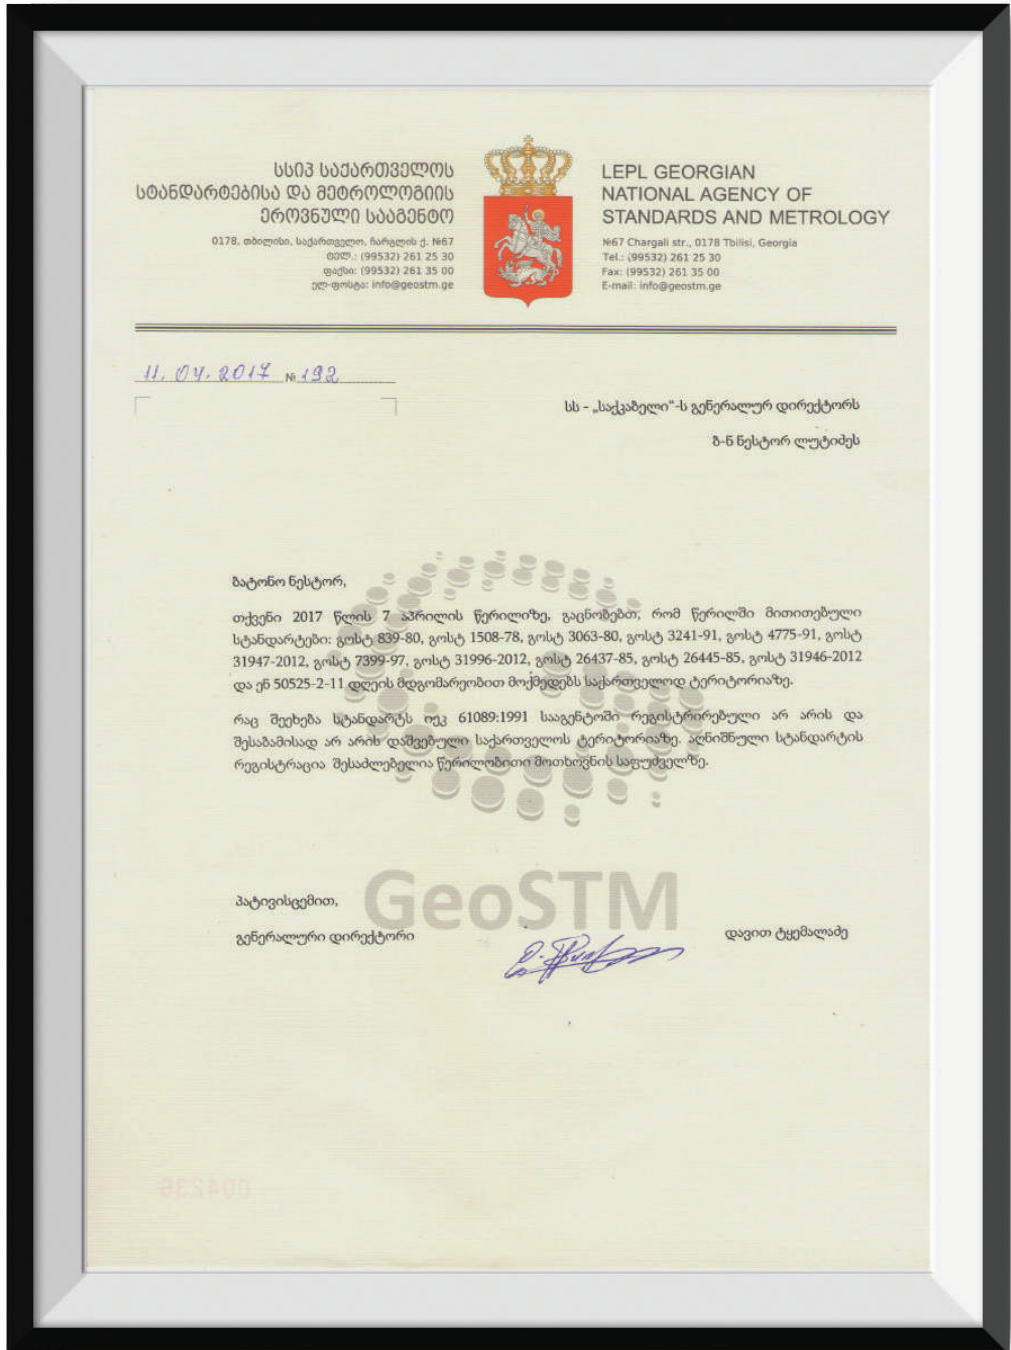 სსიპ საქართველოს
სტანდარტებისა და მეტროლოგიის
ეროვნული სააგენტო
0178, თბილისი, საქართველო, ჩარგლის ქ. №67
ტელ.: (99532) 261 25 30
ფაქსი: (99532) 261 35 00
ელ-ფოსტა: info@geostm.ge
LEPL GEORGIAN
NATIONAL AGENCY OF
STANDARDS AND METROLOGY
№67 Chargali str., 0178 Tbilisi, Georgia
Tel.: (99532) 261 25 30
Fax: (99532) 261 35 00
E-mail: info@geostm.ge
11. 04. 2017 № 192
სს - „საქკაბელი“-ს გენერალურ დირექტორს
ბ-ნ ნესტორ ლუტიძეს
ბატონო ნესტორ,
თქვენი 2017 წლის 7 აპრილის წერილიზე, გაცნობებთ, რომ წერილში მითითებული
სტანდარტები: გოსტ 839-80, გოსტ 1508-78, გოსტ 3063-80, გოსტ 3241-91, გოსტ 4775-91, გოსტ
31947-2012, გოსტ 7399-97, გოსტ 31996-2012, გოსტ 26437-85, გოსტ 26445-85, გოსტ 31946-2012
და ენ 50525-2-11 დღეის მდგომარეობით მოქმედებს საქართველოდ ტერიტორიაზე.
რაც შეეხება სტანდარტს იეკ 61089:1991 სააგენტოში რეგისტრირებული არ არის და
შესაბამისად არ არის დაშვებული საქართველოს ტერიტორიაზე. აღნიშნული სტანდარტის
რეგისტრაცია შესაძლებელია წერილობითი მოთხოვნის საფუძველზე.
GeoSTM
პატივისცემით,
გენერალური დირექტორი
დავით ტყემალაძე
004236